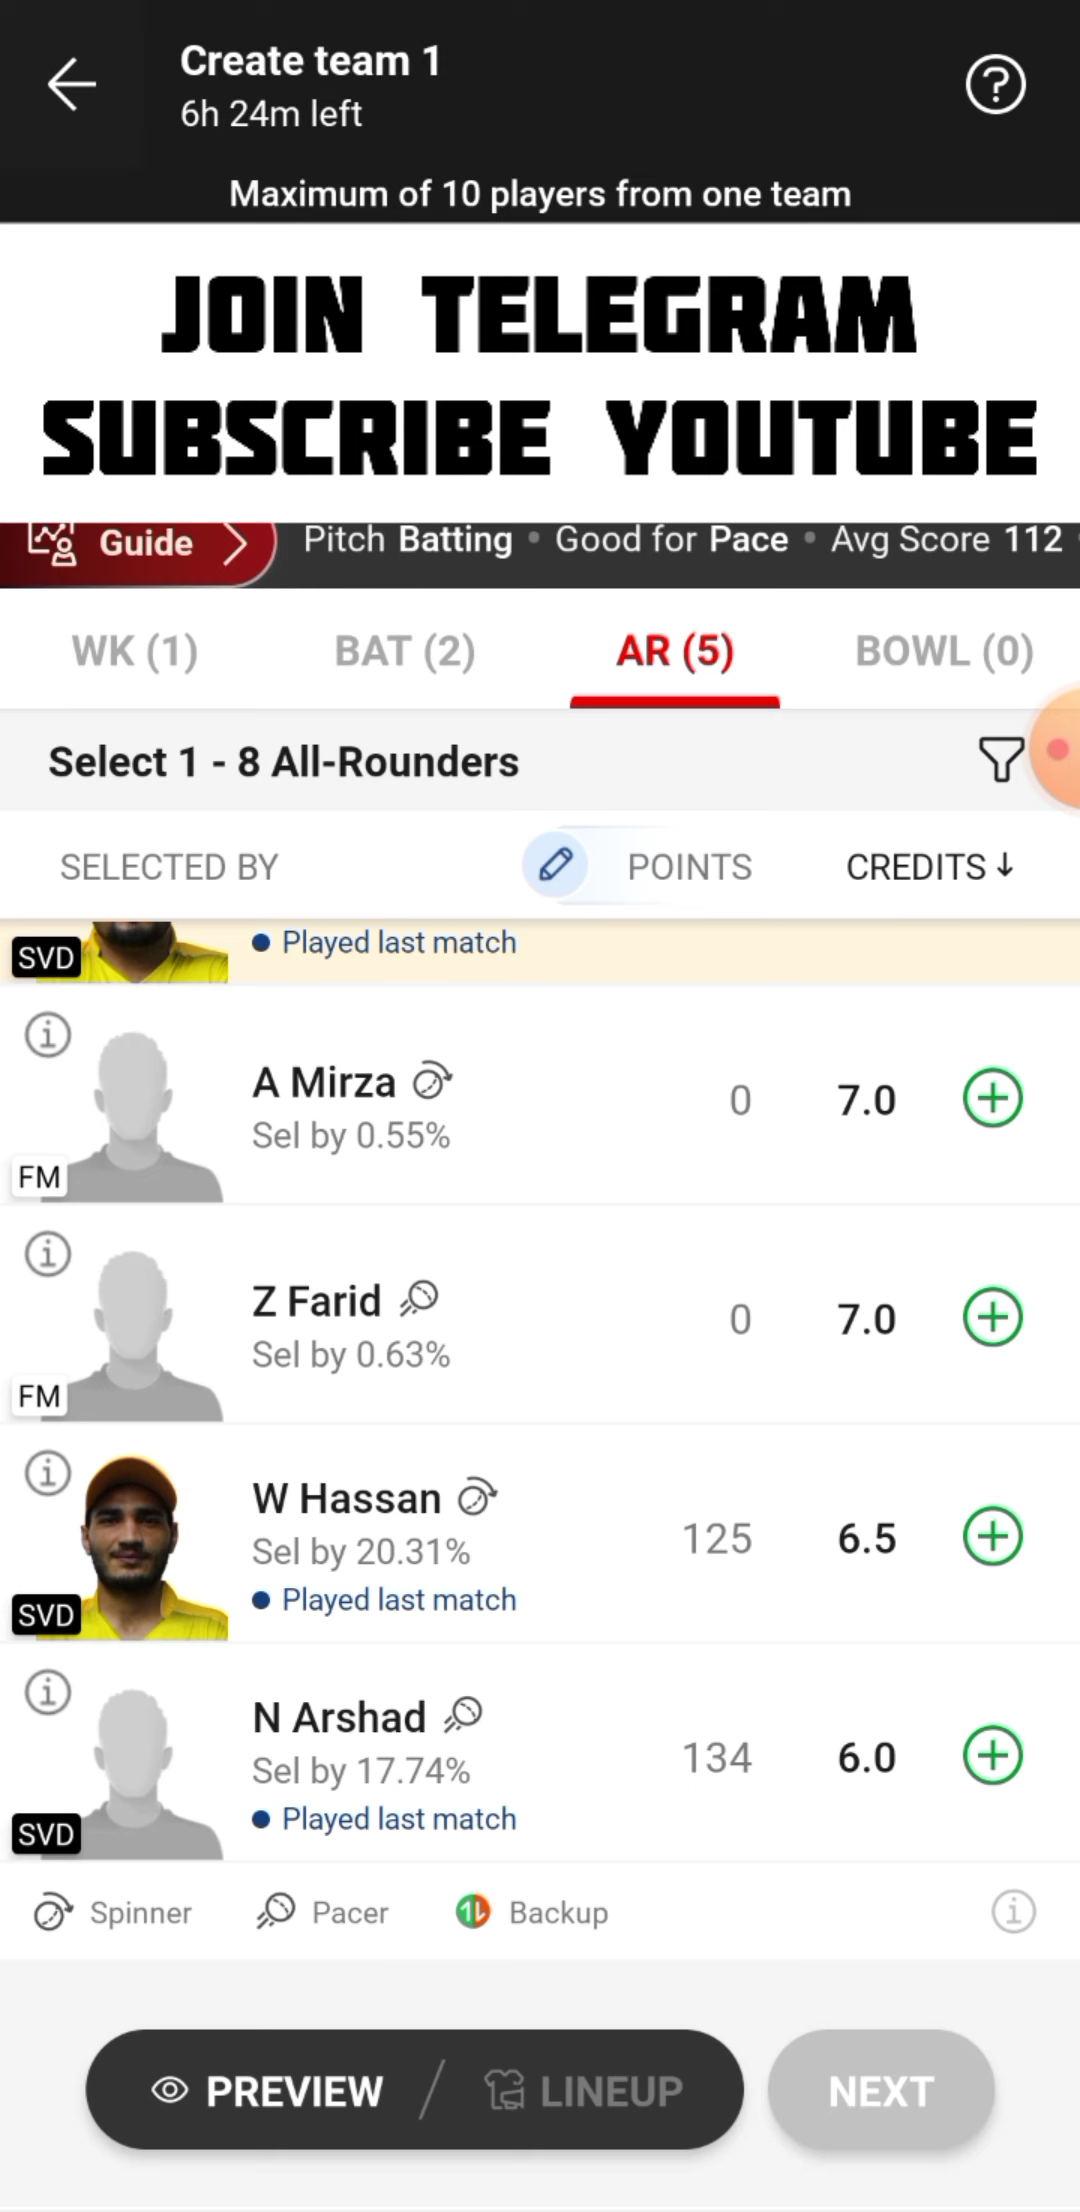 Create team 1
6h 24m left
Maximum of 10 players from one team
JOIN TELEGRAM
SUBSCRIBE YOUTUBE
Guide
Pitch Batting • Good for Pace • Avg Score 112
WK (1) BAT (2) AR (5) BOWL (0)
Select 1 - 8 All-Rounders
SELECTED BY POINTS CREDITS ↓
SVD
• Played last match
A Mirza
Sel by 0.55%
0 7.0
FM
Z Farid
Sel by 0.63%
0 7.0
FM
W Hassan
Sel by 20.31%
125 6.5
• Played last match
SVD
N Arshad
Sel by 17.74%
134 6.0
• Played last match
SVD
Spinner Pacer Backup
PREVIEW / LINEUP NEXT